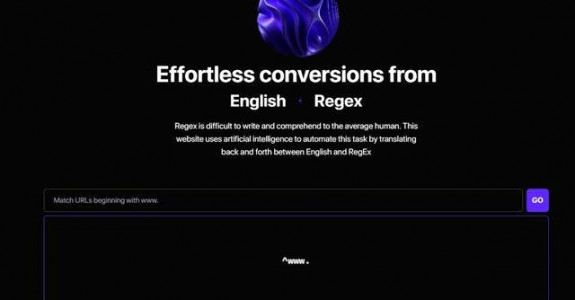 Effortless conversions from
English Regex
Regex is difficult to write and comprehend to the average human. This
website uses artificial intelligence to automate this task by translating
back and forth between English and RegEx
Match URLs beginning with www.
GO
^www.